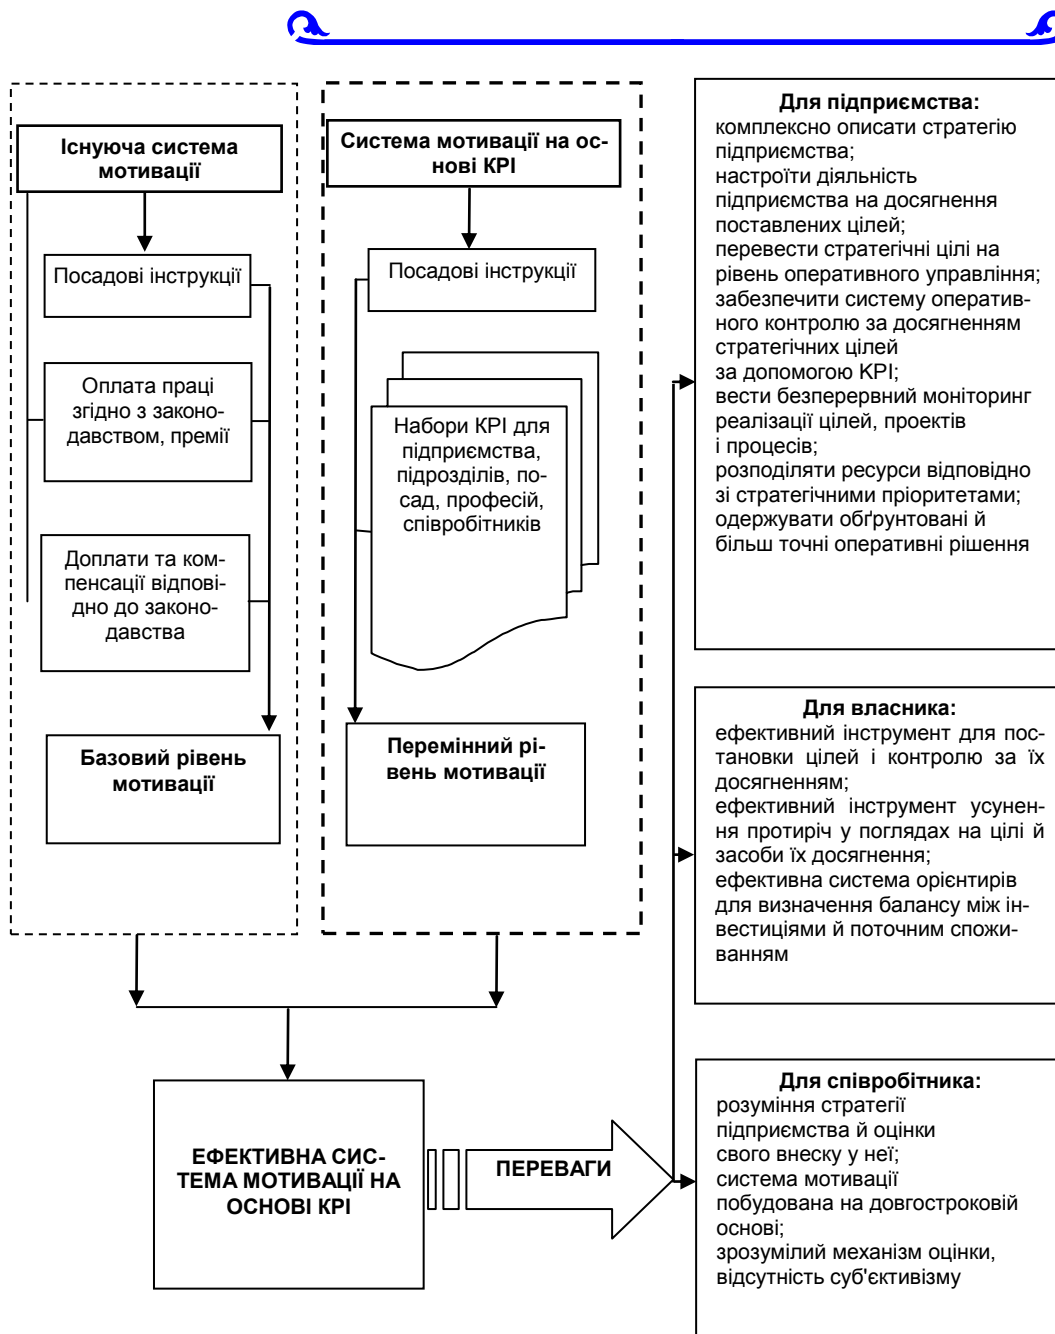 Існуюча система
мотивації
Посадові інструкції
Оплата праці
згідно з законо-
давством, премії
Доплати та ком-
пенсації відпові-
дно до законо-
давства
Базовий рівень
мотивації
Система мотивації на ос-
нові КРІ
Посадові інструкції
Набори КРІ для
підприємства,
підрозділів, по-
сад, професій,
співробітників
Перемінний рі-
вень мотивації
ЕФЕКТИВНА СИС-
ТЕМА МОТИВАЦІЇ НА
ОСНОВІ КРІ
ПЕРЕВАГИ
Для підприємства:
комплексно описати стратегію
підприємства;
настроїти діяльність
підприємства на досягнення
поставлених цілей;
перевести стратегічні цілі на
рівень оперативного управління;
забезпечити систему оператив-
ного контролю за досягненням
стратегічних цілей
за допомогою KPI;
вести безперервний моніторинг
реалізації цілей, проектів
і процесів;
розподіляти ресурси відповідно
зі стратегічними пріоритетами;
одержувати обґрунтовані й
більш точні оперативні рішення
Для власника:
ефективний інструмент для пос-
тановки цілей і контролю за їх
досягненням;
ефективний інструмент усунен-
ня протиріч у поглядах на цілі й
засоби їх досягнення;
ефективна система орієнтирів
для визначення балансу між ін-
вестиціями й поточним спожи-
ванням
Для співробітника:
розуміння стратегії
підприємства й оцінки
свого внеску у неї;
система мотивації
побудована на довгостроковій
основі;
зрозумілий механізм оцінки,
відсутність суб'єктивізму